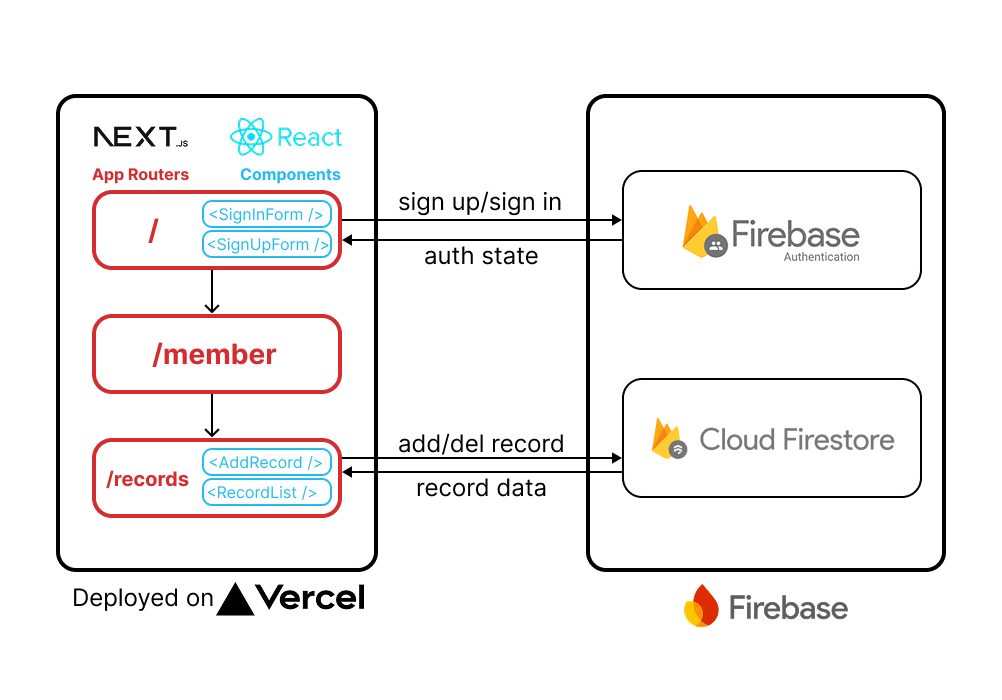 NEXT.JS
React
App Routers
Components
/
<SignInForm />
<SignUpForm />
sign up/sign in
auth state
Firebase
Authentication
/member
/records
<AddRecord />
<RecordList />
add/del record
record data
Cloud Firestore
Deployed on Vercel
Firebase